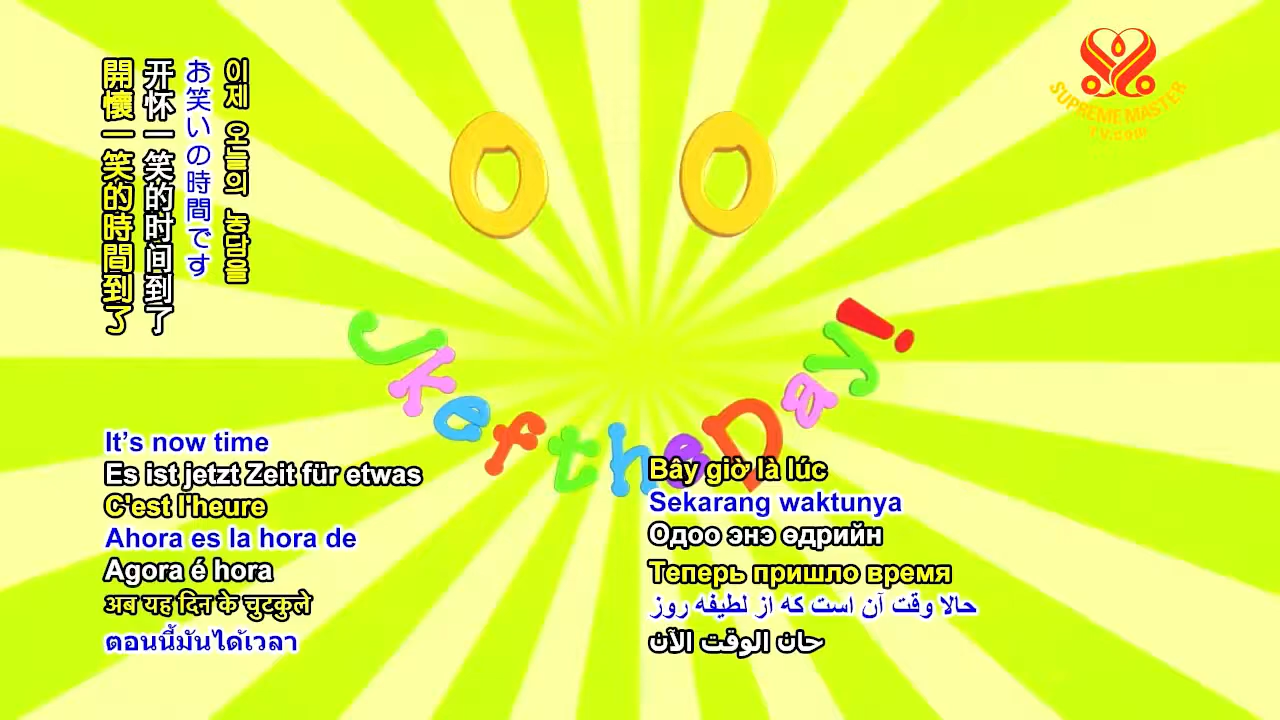 開懷一笑的時間到了
开怀一笑的时间到了
お笑いの時間です
이제 오늘의 농담을
SUPREME MASTER
TV.com
O O
Jk e f the Day!
It’s now time
Es ist jetzt Zeit für etwas
C'est l'heure
Ahora es la hora de
Agora é hora
अब यह दिन के चुटकुले
ตอนนี้มันได้เวลา
Bây giờ là lúc
Sekarang waktunya
Одоо энэ өдрийн
Теперь пришло время
حالا وقت آن است که از لطیفه روز
حان الوقت الآن